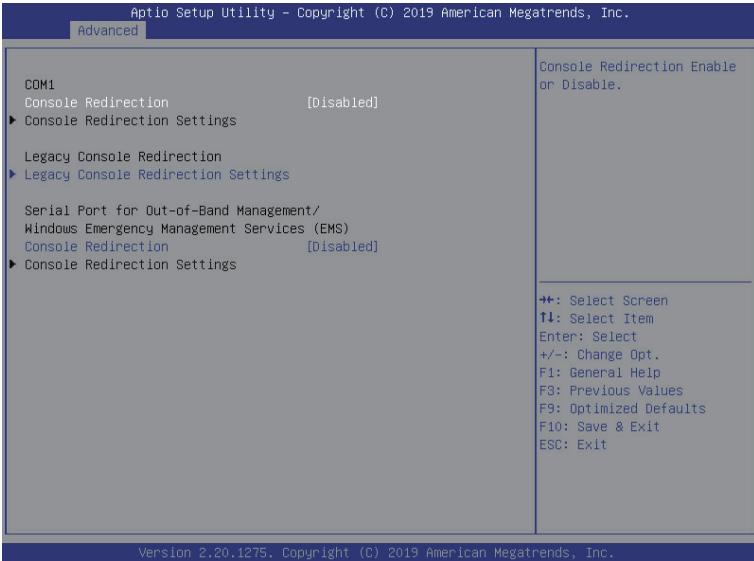 Aptio Setup Utility – Copyright (C) 2019 American Megatrends, Inc.
Advanced
COM1
Console Redirection [Disabled]
▶ Console Redirection Settings
Legacy Console Redirection
▶ Legacy Console Redirection Settings
Serial Port for Out-of-Band Management/
Windows Emergency Management Services (EMS)
Console Redirection [Disabled]
▶ Console Redirection Settings
Console Redirection Enable
or Disable.
→←: Select Screen
↑↓: Select Item
Enter: Select
+/-: Change Opt.
F1: General Help
F3: Previous Values
F9: Optimized Defaults
F10: Save & Exit
ESC: Exit
Version 2.20.1275. Copyright (C) 2019 American Megatrends, Inc.